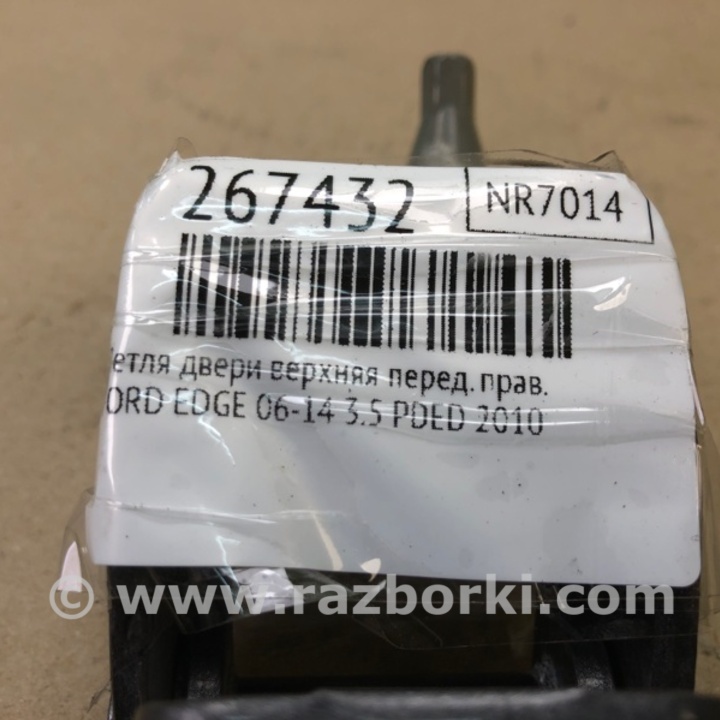 267432 NR7014
етля двери верхняя перед. прав.
ORD EDGE 06-14 3.5 PDED 2010
© www.razborki.com